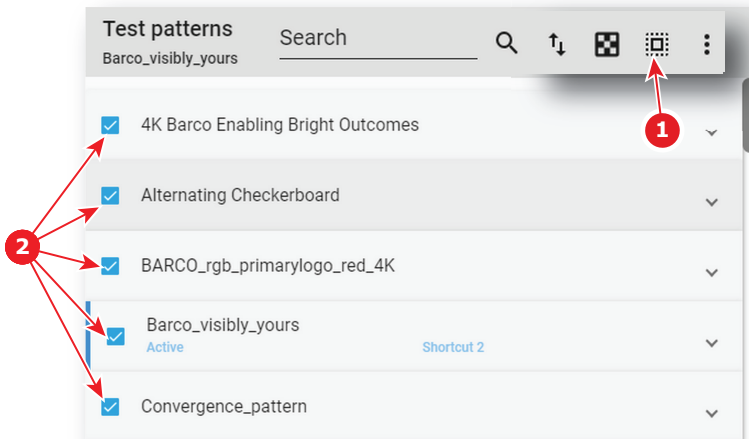 Test patterns
Search
Barco_visibly_yours
1
4K Barco Enabling Bright Outcomes
Alternating Checkerboard
2
BARCO_rgb_primarylogo_red_4K
Barco_visibly_yours
Active Shortcut 2
Convergence_pattern